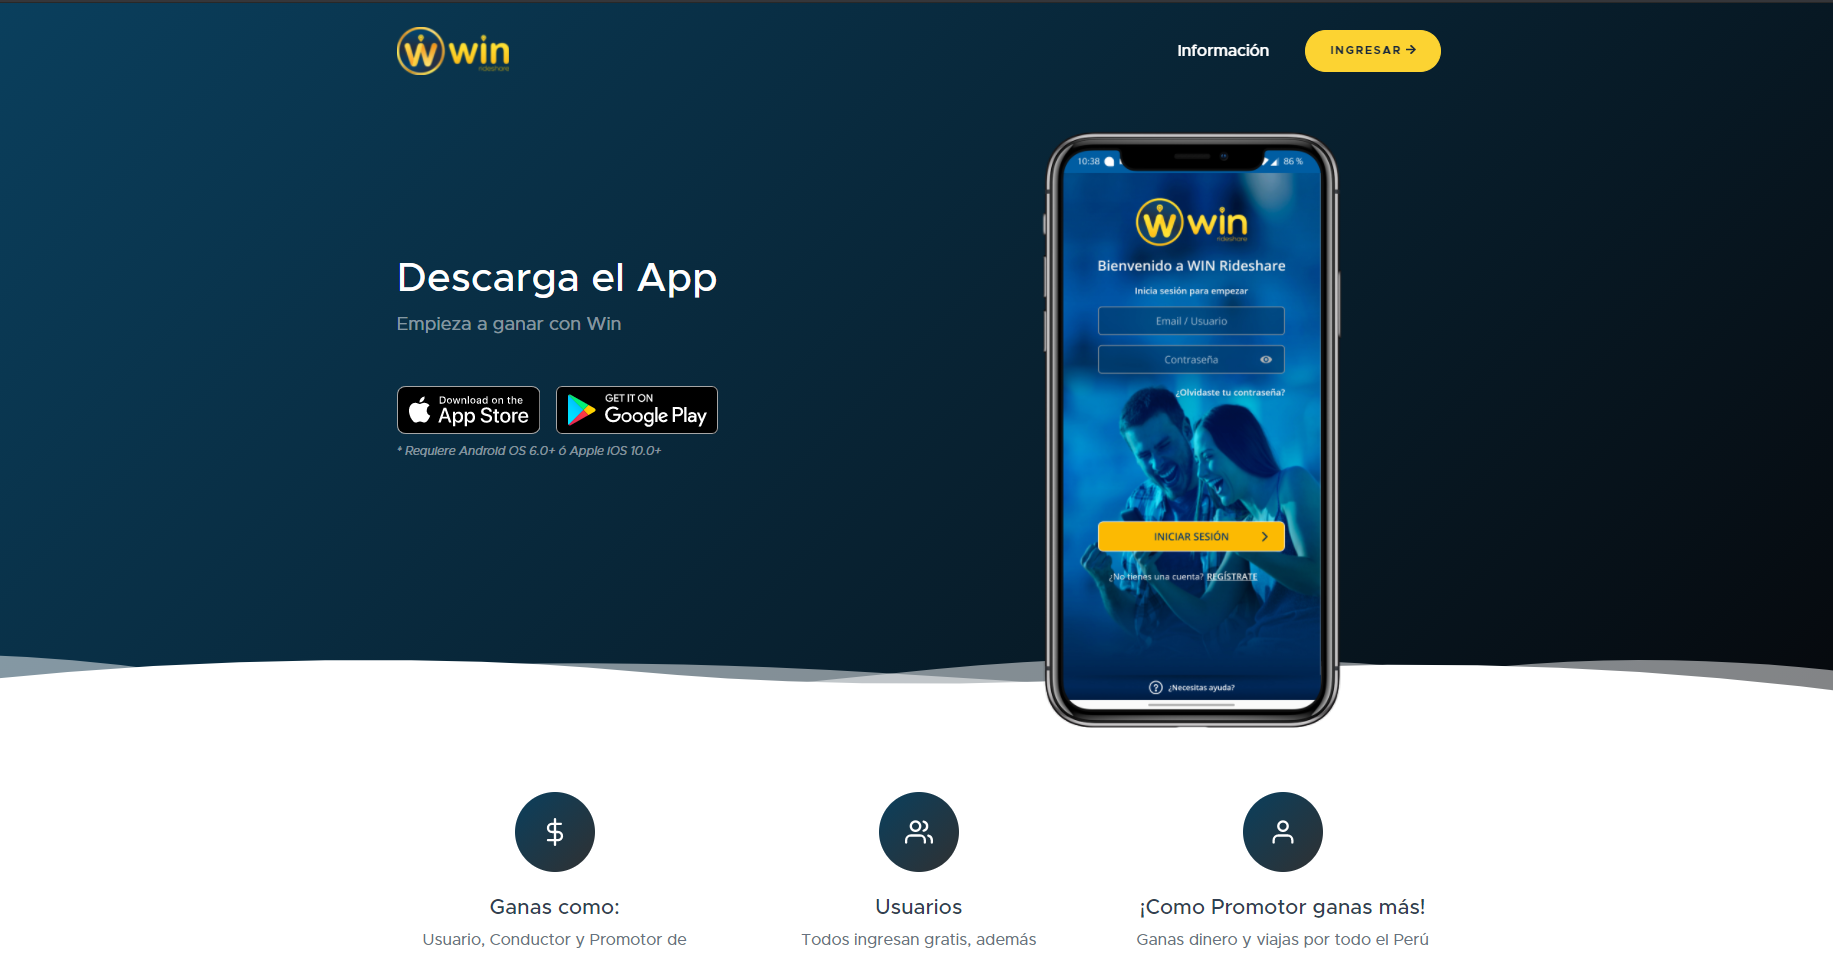 win
rideshare
Información
INGRESAR
Descarga el App
Empieza a ganar con Win
Download on the
App Store
GET IT ON
Google Play
* Requiere Android OS 6.0+ ó Apple IOS 10.0+
10:38
86 %
win
rideshare
Bienvenido a WIN Rideshare
Inicia sesión para empezar
Email / Usuario
Contraseña
¿Olvidaste tu contraseña?
INICIAR SESIÓN
¿No tienes una cuenta? REGÍSTRATE
¿Necesitas ayuda?
Ganas como:
Usuario, Conductor y Promotor de
Usuarios
Todos ingresan gratis, además
¡Como Promotor ganas más!
Ganas dinero y viajas por todo el Perú